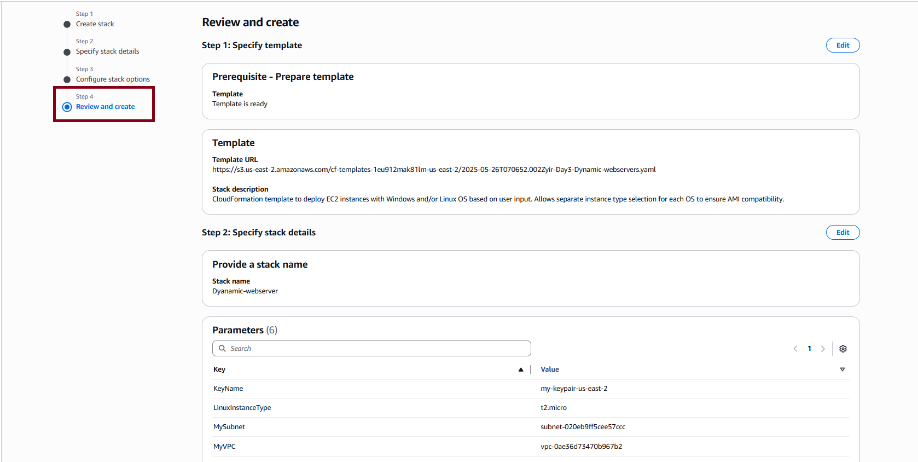 Step 1
Create stack
Step 2
Specify stack details
Step 3
Configure stack options
Step 4
Review and create
Review and create
Step 1: Specify template
Edit
Prerequisite - Prepare template
Template
Template is ready
Template
Template URL
https://s3.us-east-2.amazonaws.com/cf-templates-1eu912mak81lm-us-east-2/2025-05-26T070652.002Zyir-Day3-Dynamic-webservers.yaml
Stack description
CloudFormation template to deploy EC2 instances with Windows and/or Linux OS based on user input. Allows separate instance type selection for each OS to ensure AMI compatibility.
Step 2: Specify stack details
Edit
Provide a stack name
Stack name
Dyanamic-webserver
Parameters (6)
Search
1
Key Value
KeyName my-keypair-us-east-2
LinuxInstanceType t2.micro
MySubnet subnet-020eb9ff5cee57ccc
MyVPC vpc-0ae36d73470b967b2